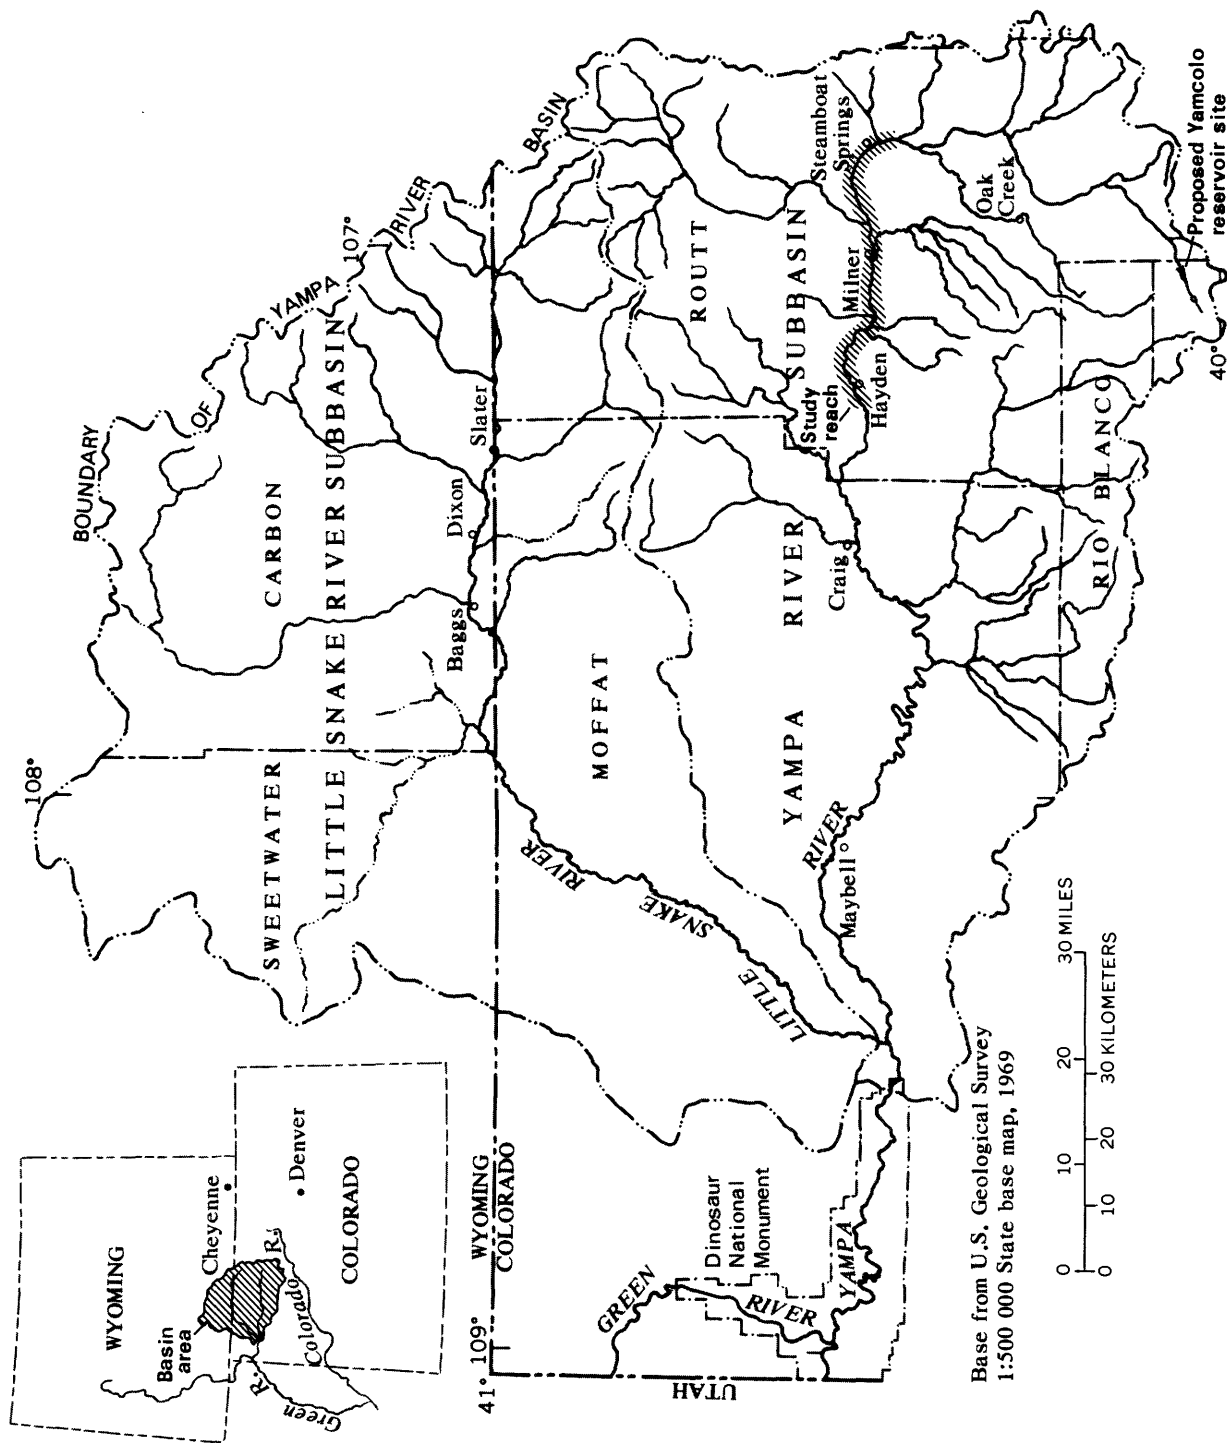 WYOMING
Cheyenne
Basin
area
Denver
R.
Colorado
COLORADO
R.
Green
108°
107°
BOUNDARY
OF
YAMPA
RIVER
BASIN
SWEETWATER
CARBON
LITTLE SNAKE RIVER SUBBASIN
Baggs
Dixon
Slater
41°
109°
WYOMING
COLORADO
UTAH
GREEN
RIVER
Dinosaur
National
Monument
YAMPA
LITTLE
SNAKE
RIVER
MOFFAT
ROUTT
YAMPA RIVER SUBBASIN
RIVER
Maybell
Craig
Study
reach
Hayden
Milner
Steamboat
Springs
Oak
Creek
RIO BLANCO
40°
Proposed Yamcolo
reservoir site
Base from U.S. Geological Survey
1:500 000 State base map, 1969
0 10 20 30 MILES
0 10 20 30 KILOMETERS